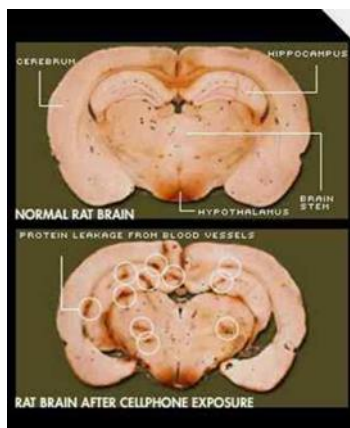 CEREBRUM
HIPPOCAMPUS
BRAIN
STEM
HYPOTHALAMUS
NORMAL RAT BRAIN
PROTEIN LEAKAGE FROM BLOOD VESSELS
RAT BRAIN AFTER CELLPHONE EXPOSURE